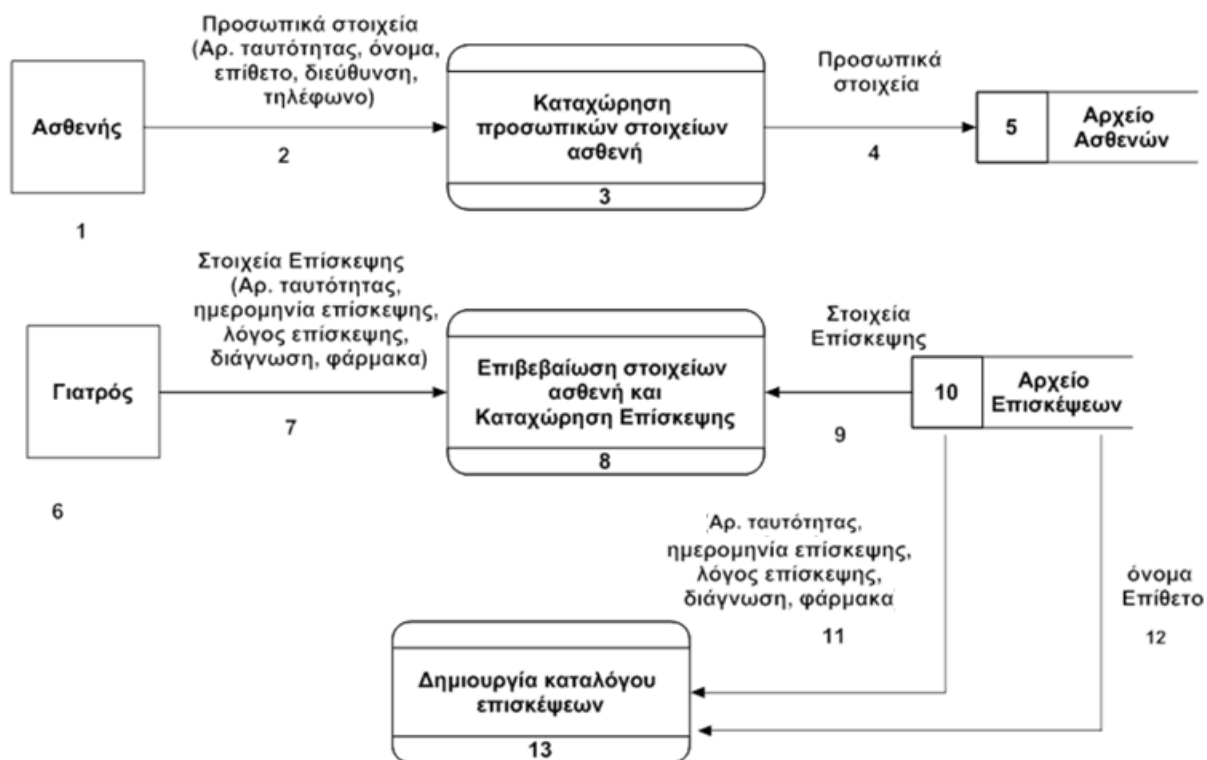 Προσωπικά στοιχεία
(Αρ. ταυτότητας, όνομα,
επίθετο, διεύθυνση,
τηλέφωνο)
Ασθενής
1
2
Καταχώρηση
προσωπικών στοιχείων
ασθενή
3
Προσωπικά
στοιχεία
4
5
Αρχείο
Ασθενών
Στοιχεία Επίσκεψης
(Αρ. ταυτότητας,
ημερομηνία επίσκεψης,
λόγος επίσκεψης,
διάγνωση, φάρμακα)
Γιατρός
6
7
Επιβεβαίωση στοιχείων
ασθενή και
Καταχώρηση Επίσκεψης
8
Στοιχεία
Επίσκεψης
9
10
Αρχείο
Επισκέψεων
Αρ. ταυτότητας,
ημερομηνία επίσκεψης,
λόγος επίσκεψης,
διάγνωση, φάρμακα
11
όνομα
Επίθετο
12
Δημιουργία καταλόγου
επισκέψεων
13